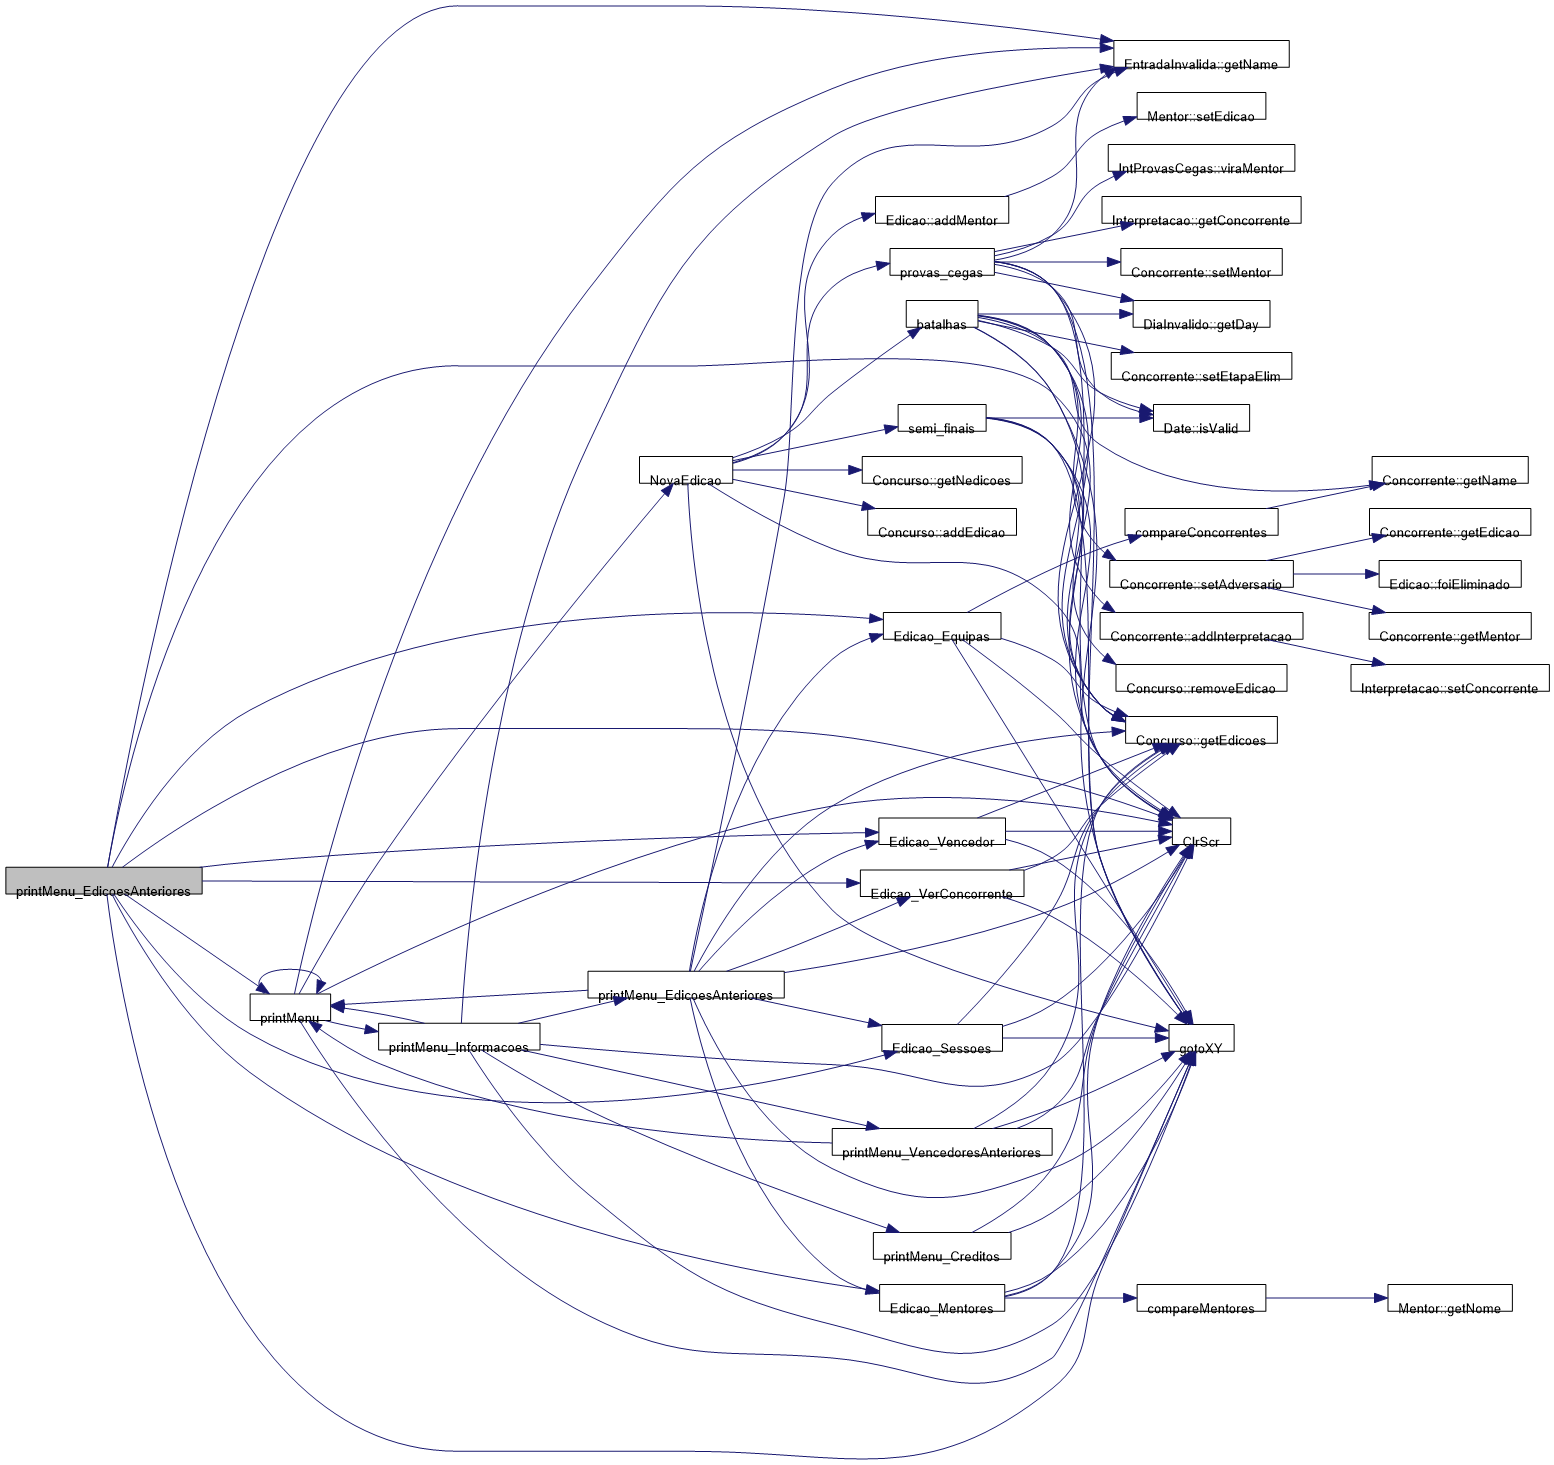 EntradaInvalida::getName
Mentor::setEdicao
IntProvasCegas::viraMentor
Edicao::addMentor
Interpretacao::getConcorrente
provas_cegas
Concorrente::setMentor
batalhas
DiaInvalido::getDay
Concorrente::setEtapaElim
semi_finais
Date::isValid
NovaEdicao
Concurso::getNedicoes
Concorrente::getName
Concurso::addEdicao
compareConcorrentes
Concorrente::getEdicao
Concorrente::setAdversario
Edicao::foiEliminado
Edicao_Equipas
Concorrente::addInterpretacao
Concorrente::getMentor
Concurso::removeEdicao
Interpretacao::setConcorrente
Concurso::getEdicoes
Edicao_Vencedor
ClrScr
printMenu_EdicoesAnteriores
Edicao_VerConcorrente
printMenu_EdicoesAnteriores
printMenu
printMenu_Informacoes
Edicao_Sessoes
gotoXY
printMenu_VencedoresAnteriores
printMenu_Creditos
Edicao_Mentores
compareMentores
Mentor::getNome